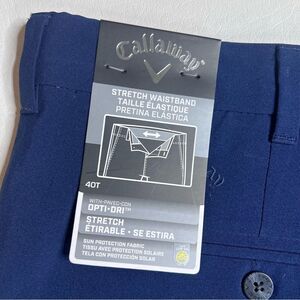 Callaway
STRETCH WAISTBAND
TAILLE ÉLASTIQUE
PRETINA ELÁSTICA
40T
OPTI•DRI™
STRETCH
ÉTIRABLE • SE ESTIRA
SUN PROTECTION FABRIC
TISSU AVEC PROTECTION SOLAIRE
TELA CON PROTECCIÓN SOLAR